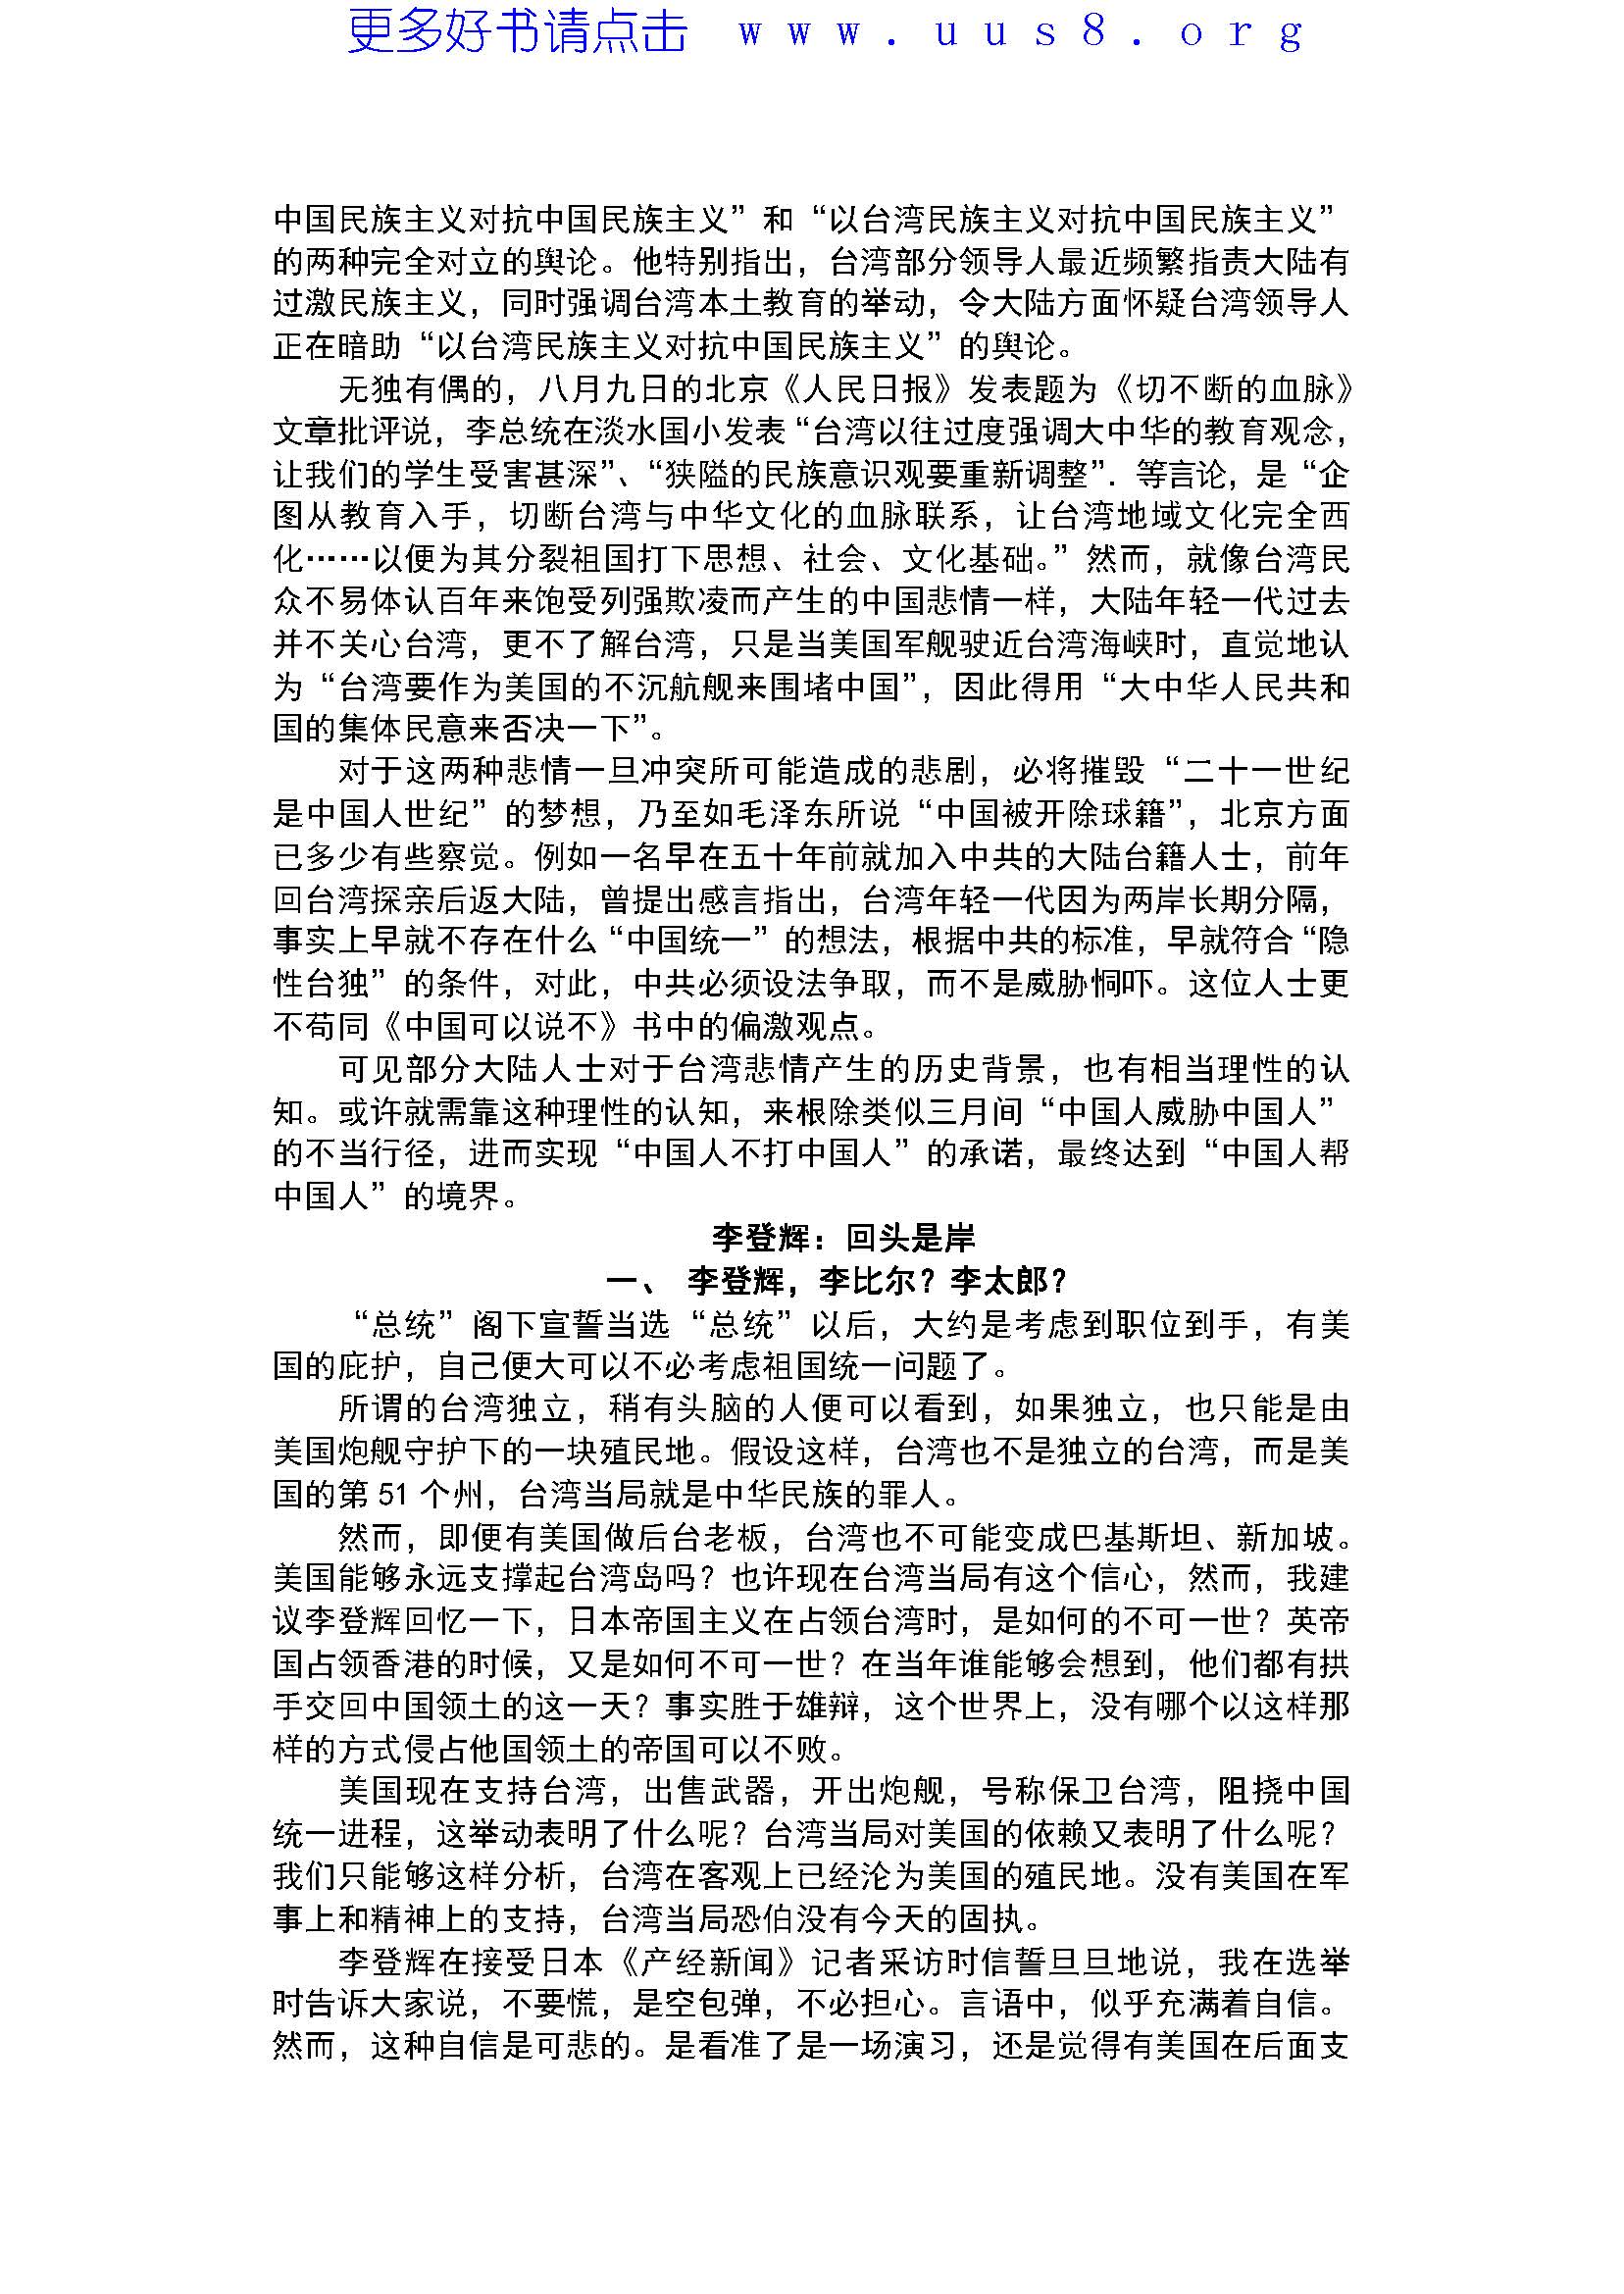 更多好书请点击 www.uus8.org
中国民族主义对抗中国民族主义”和“以台湾民族主义对抗中国民族主义”
的两种完全对立的舆论。他特别指出，台湾部分领导人最近频繁指责大陆有
过激民族主义，同时强调台湾本土教育的举动，令大陆方面怀疑台湾领导人
正在暗助“以台湾民族主义对抗中国民族主义”的舆论。
无独有偶的，八月九日的北京《人民日报》发表题为《切不断的血脉》
文章批评说，李总统在淡水国小发表“台湾以往过度强调大中华的教育观念，
让我们的学生受害甚深”、“狭隘的民族意识观要重新调整”．等言论，是“企
图从教育入手，切断台湾与中华文化的血脉联系，让台湾地域文化完全西
化……以便为其分裂祖国打下思想、社会、文化基础。”然而，就像台湾民
众不易体认百年来饱受列强欺凌而产生的中国悲情一样，大陆年轻一代过去
并不关心台湾，更不了解台湾，只是当美国军舰驶近台湾海峡时，直觉地认
为“台湾要作为美国的不沉航舰来围堵中国”，因此得用“大中华人民共和
国的集体民意来否决一下”。
对于这两种悲情一旦冲突所可能造成的悲剧，必将摧毁“二十一世纪
是中国人世纪”的梦想，乃至如毛泽东所说“中国被开除球籍”，北京方面
已多少有些察觉。例如一名早在五十年前就加入中共的大陆台籍人士，前年
回台湾探亲后返大陆，曾提出感言指出，台湾年轻一代因为两岸长期分隔，
事实上早就不存在什么“中国统一”的想法，根据中共的标准，早就符合“隐
性台独”的条件，对此，中共必须设法争取，而不是威胁恫吓。这位人士更
不苟同《中国可以说不》书中的偏激观点。
可见部分大陆人士对于台湾悲情产生的历史背景，也有相当理性的认
知。或许就需靠这种理性的认知，来根除类似三月间“中国人威胁中国人”
的不当行径，进而实现“中国人不打中国人”的承诺，最终达到“中国人帮
中国人”的境界。
李登辉：回头是岸
一、 李登辉，李比尔？李太郎？
“总统”阁下宣誓当选“总统”以后，大约是考虑到职位到手，有美
国的庇护，自己便大可以不必考虑祖国统一问题了。
所谓的台湾独立，稍有头脑的人便可以看到，如果独立，也只能是由
美国炮舰守护下的一块殖民地。假设这样，台湾也不是独立的台湾，而是美
国的第 51 个州，台湾当局就是中华民族的罪人。
然而，即便有美国做后台老板，台湾也不可能变成巴基斯坦、新加坡。
美国能够永远支撑起台湾岛吗？也许现在台湾当局有这个信心，然而，我建
议李登辉回忆一下，日本帝国主义在占领台湾时，是如何的不可一世？英帝
国占领香港的时候，又是如何不可一世？在当年谁能够会想到，他们都有拱
手交回中国领土的这一天？事实胜于雄辩，这个世界上，没有哪个以这样那
样的方式侵占他国领土的帝国可以不败。
美国现在支持台湾，出售武器，开出炮舰，号称保卫台湾，阻挠中国
统一进程，这举动表明了什么呢？台湾当局对美国的依赖又表明了什么呢？
我们只能够这样分析，台湾在客观上已经沦为美国的殖民地。没有美国在军
事上和精神上的支持，台湾当局恐伯没有今天的固执。
李登辉在接受日本《产经新闻》记者采访时信誓旦旦地说，我在选举
时告诉大家说，不要慌，是空包弹，不必担心。言语中，似乎充满着自信。
然而，这种自信是可悲的。是看准了是一场演习，还是觉得有美国在后面支